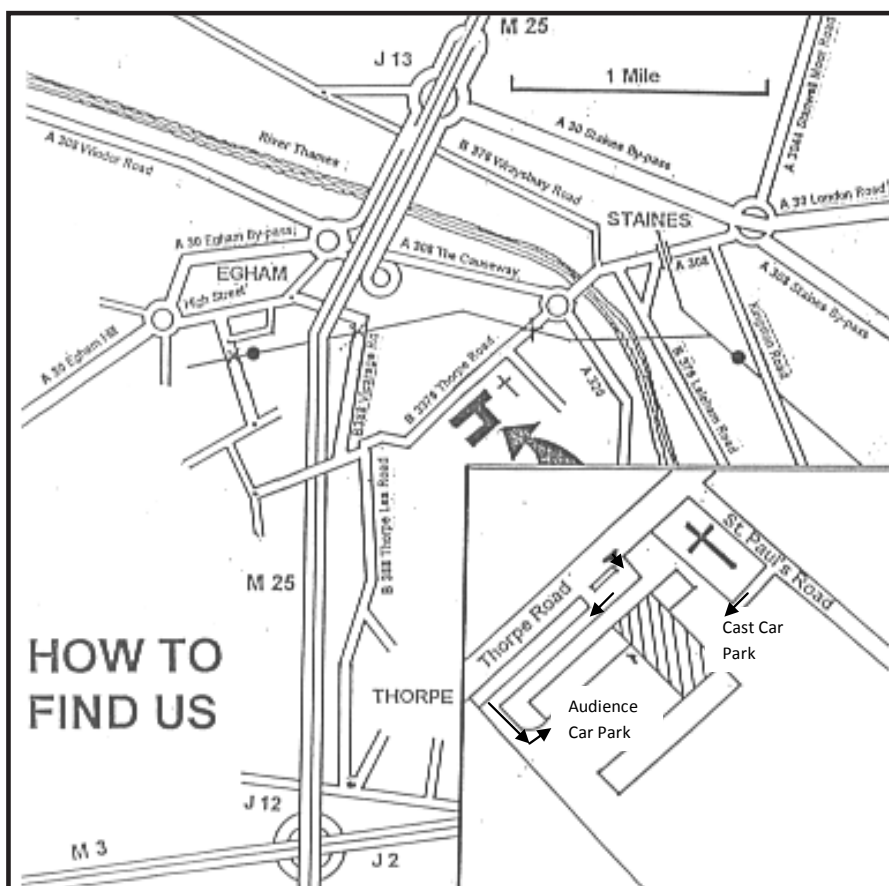 M 25
J 13
1 Mile
A 3044 Stanwell Moor Road
A 308 Windsor Road
River Thames
A 30 Staines By-pass
B 376 Wraysbury Road
A 30 London Road
STAINES
A 30 Egham By-pass
A 308 The Causeway
EGHAM
High Street
A 308
A 308 Staines By-pass
Kingston Road
A 30 Egham Hill
B388 Vicarage Rd
B 3376 Thorpe Road
A 320
B 376 Laleham Road
B 388 Thorpe Lea Road
M 25
St. Paul's Road
Thorpe Road
Cast Car
Park
HOW TO
FIND US
THORPE
Audience
Car Park
J 12
M 3
J 2